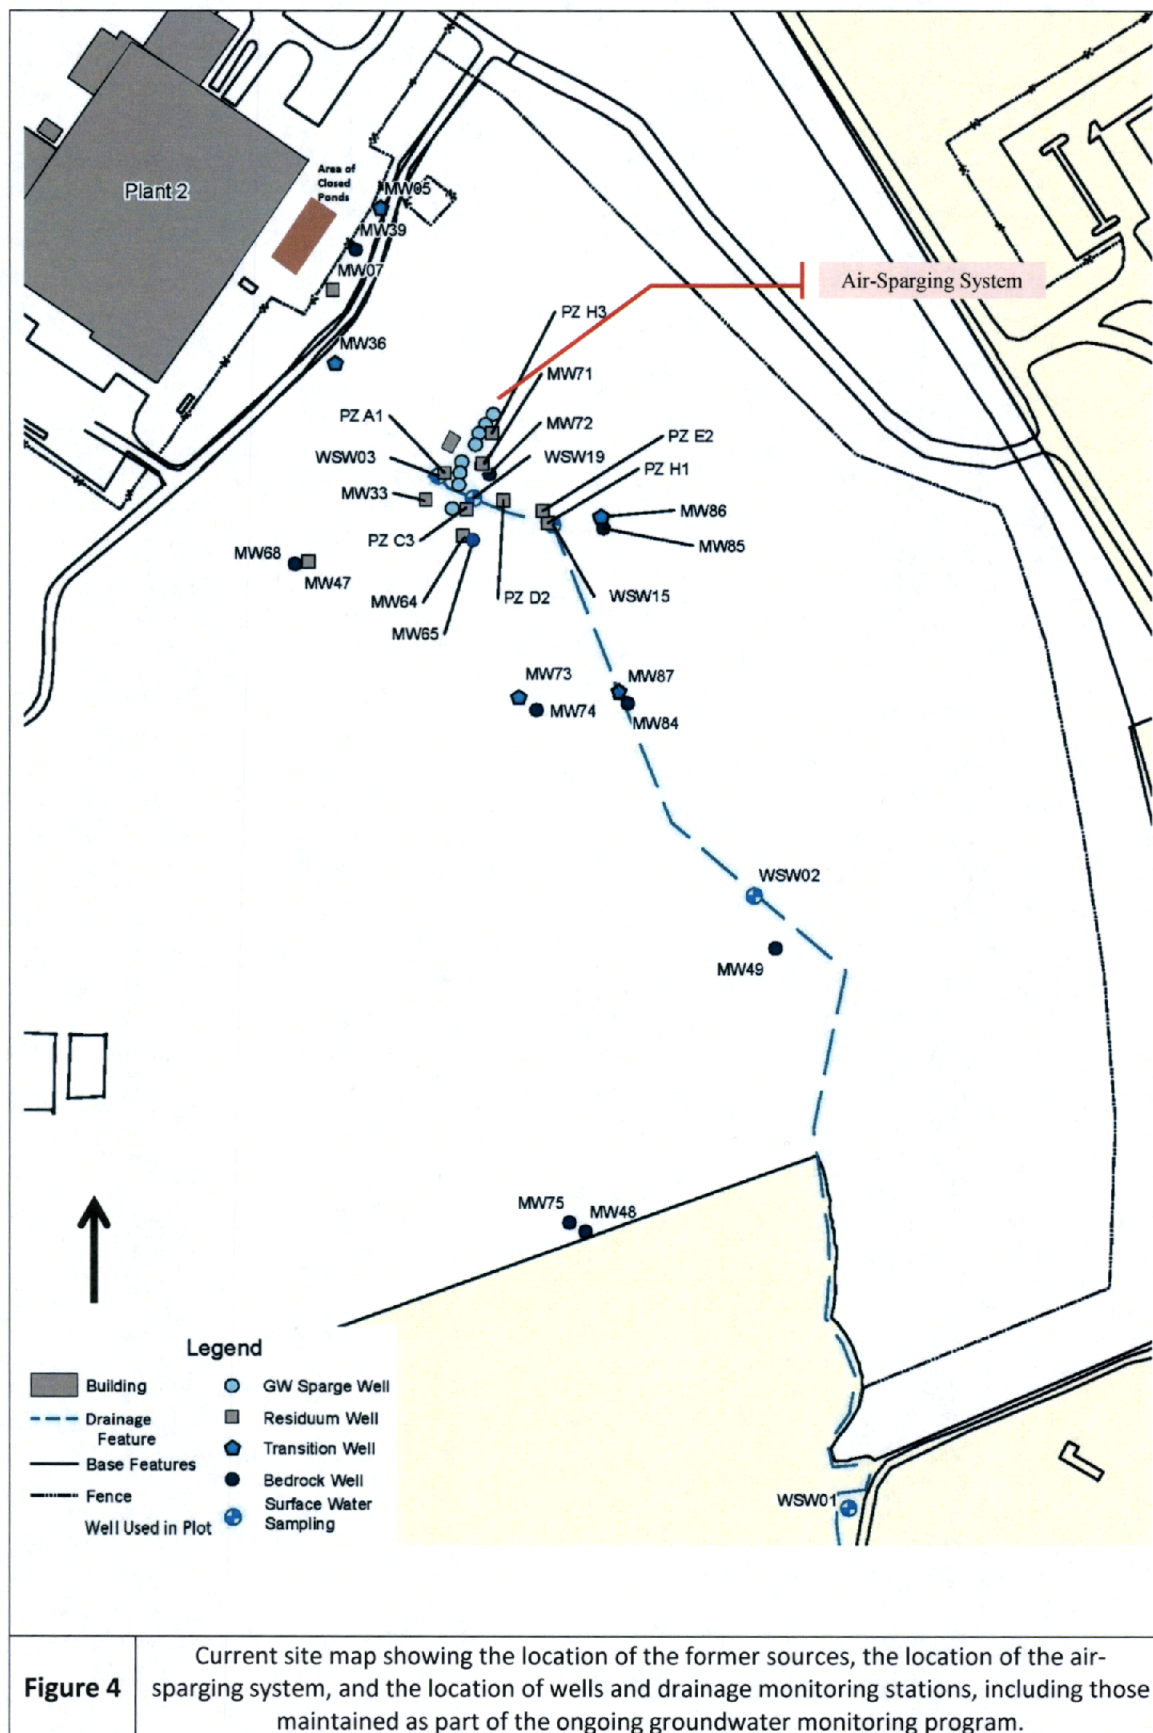 Plant 2
Area of
Closed
Ponds
MW05
MW39
MW07
Air-Sparging System
PZ H3
MW36
MW71
PZ A1
MW72
PZ E2
WSW03
WSW19
PZ H1
MW33
MW86
PZ C3
MW85
MW68
MW47
MW64
PZ D2
WSW15
MW65
MW73
MW87
MW74
MW84
WSW02
MW49
MW75
MW48
WSW01
Legend
Building
Drainage
Feature
Base Features
Fence
Well Used in Plot
GW Sparge Well
Residuum Well
Transition Well
Bedrock Well
Surface Water
Sampling
Figure 4
Current site map showing the location of the former sources, the location of the air-
sparging system, and the location of wells and drainage monitoring stations, including those
maintained as part of the ongoing groundwater monitoring program.